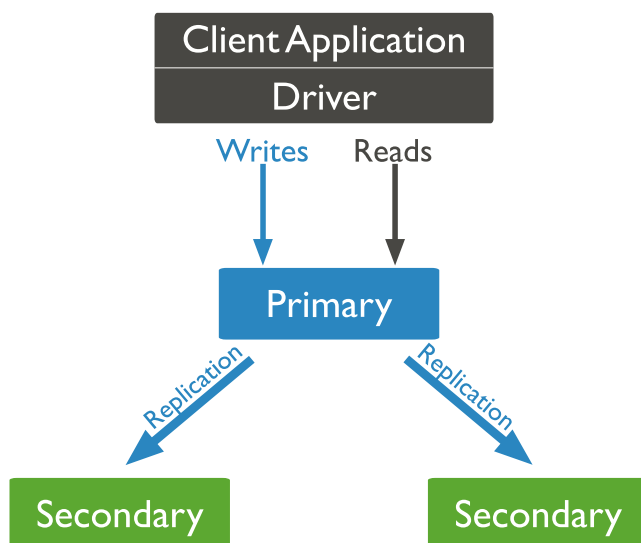 Client Application
Driver
Writes Reads
Primary
Replication Replication
Secondary Secondary